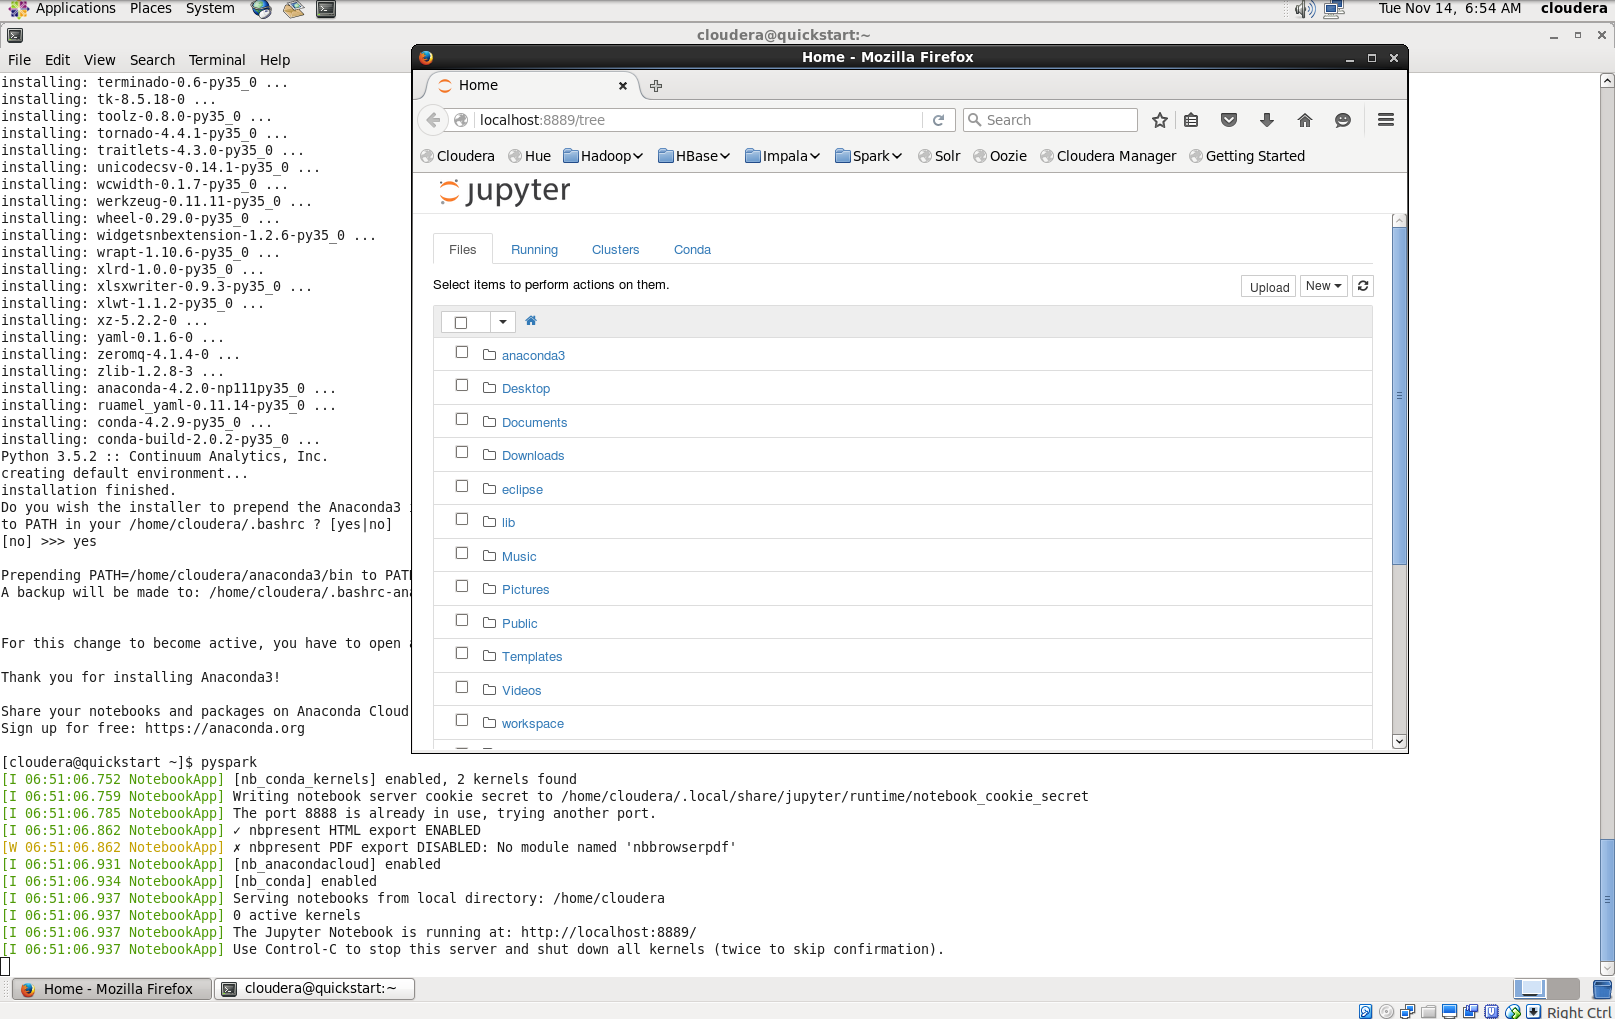 Applications Places System
Tue Nov 14, 6:54 AM cloudera
cloudera@quickstart:~
File Edit View Search Terminal Help
installing: terminado-0.6-py35_0 ...
installing: tk-8.5.18-0 ...
installing: toolz-0.8.0-py35_0 ...
installing: tornado-4.4.1-py35_0 ...
installing: traitlets-4.3.0-py35_0 ...
installing: unicodecsv-0.14.1-py35_0 ...
installing: wcwidth-0.1.7-py35_0 ...
installing: werkzeug-0.11.11-py35_0 ...
installing: wheel-0.29.0-py35_0 ...
installing: widgetsnbextension-1.2.6-py35_0 ...
installing: wrapt-1.10.6-py35_0 ...
installing: xlrd-1.0.0-py35_0 ...
installing: xlsxwriter-0.9.3-py35_0 ...
installing: xlwt-1.1.2-py35_0 ...
installing: xz-5.2.2-0 ...
installing: yaml-0.1.6-0 ...
installing: zeromq-4.1.4-0 ...
installing: zlib-1.2.8-3 ...
installing: anaconda-4.2.0-np111py35_0 ...
installing: ruamel_yaml-0.11.14-py35_0 ...
installing: conda-4.2.9-py35_0 ...
installing: conda-build-2.0.2-py35_0 ...
Python 3.5.2 :: Continuum Analytics, Inc.
creating default environment...
installation finished.
Do you wish the installer to prepend the Anaconda3
to PATH in your /home/cloudera/.bashrc ? [yes|no]
[no] >>> yes
Prepending PATH=/home/cloudera/anaconda3/bin to PATH
A backup will be made to: /home/cloudera/.bashrc-ana
For this change to become active, you have to open
Thank you for installing Anaconda3!
Share your notebooks and packages on Anaconda Cloud
Sign up for free: https://anaconda.org
[cloudera@quickstart ~]$ pyspark
[I 06:51:06.752 NotebookApp] [nb_conda_kernels] enabled, 2 kernels found
[I 06:51:06.759 NotebookApp] Writing notebook server cookie secret to /home/cloudera/.local/share/jupyter/runtime/notebook_cookie_secret
[I 06:51:06.785 NotebookApp] The port 8888 is already in use, trying another port.
[I 06:51:06.862 NotebookApp] ✓ nbpresent HTML export ENABLED
[W 06:51:06.862 NotebookApp] ✗ nbpresent PDF export DISABLED: No module named 'nbbrowserpdf'
[I 06:51:06.931 NotebookApp] [nb_anacondacloud] enabled
[I 06:51:06.934 NotebookApp] [nb_conda] enabled
[I 06:51:06.937 NotebookApp] Serving notebooks from local directory: /home/cloudera
[I 06:51:06.937 NotebookApp] 0 active kernels
[I 06:51:06.937 NotebookApp] The Jupyter Notebook is running at: http://localhost:8889/
[I 06:51:06.937 NotebookApp] Use Control-C to stop this server and shut down all kernels (twice to skip confirmation).
Home - Mozilla Firefox
Home
localhost:8889/tree
Search
Cloudera Hue Hadoop HBase Impala Spark Solr Oozie Cloudera Manager Getting Started
jupyter
Files Running Clusters Conda
Select items to perform actions on them.
Upload New
anaconda3
Desktop
Documents
Downloads
eclipse
lib
Music
Pictures
Public
Templates
Videos
workspace
Home - Mozilla Firefox
cloudera@quickstart:~
Right Ctrl